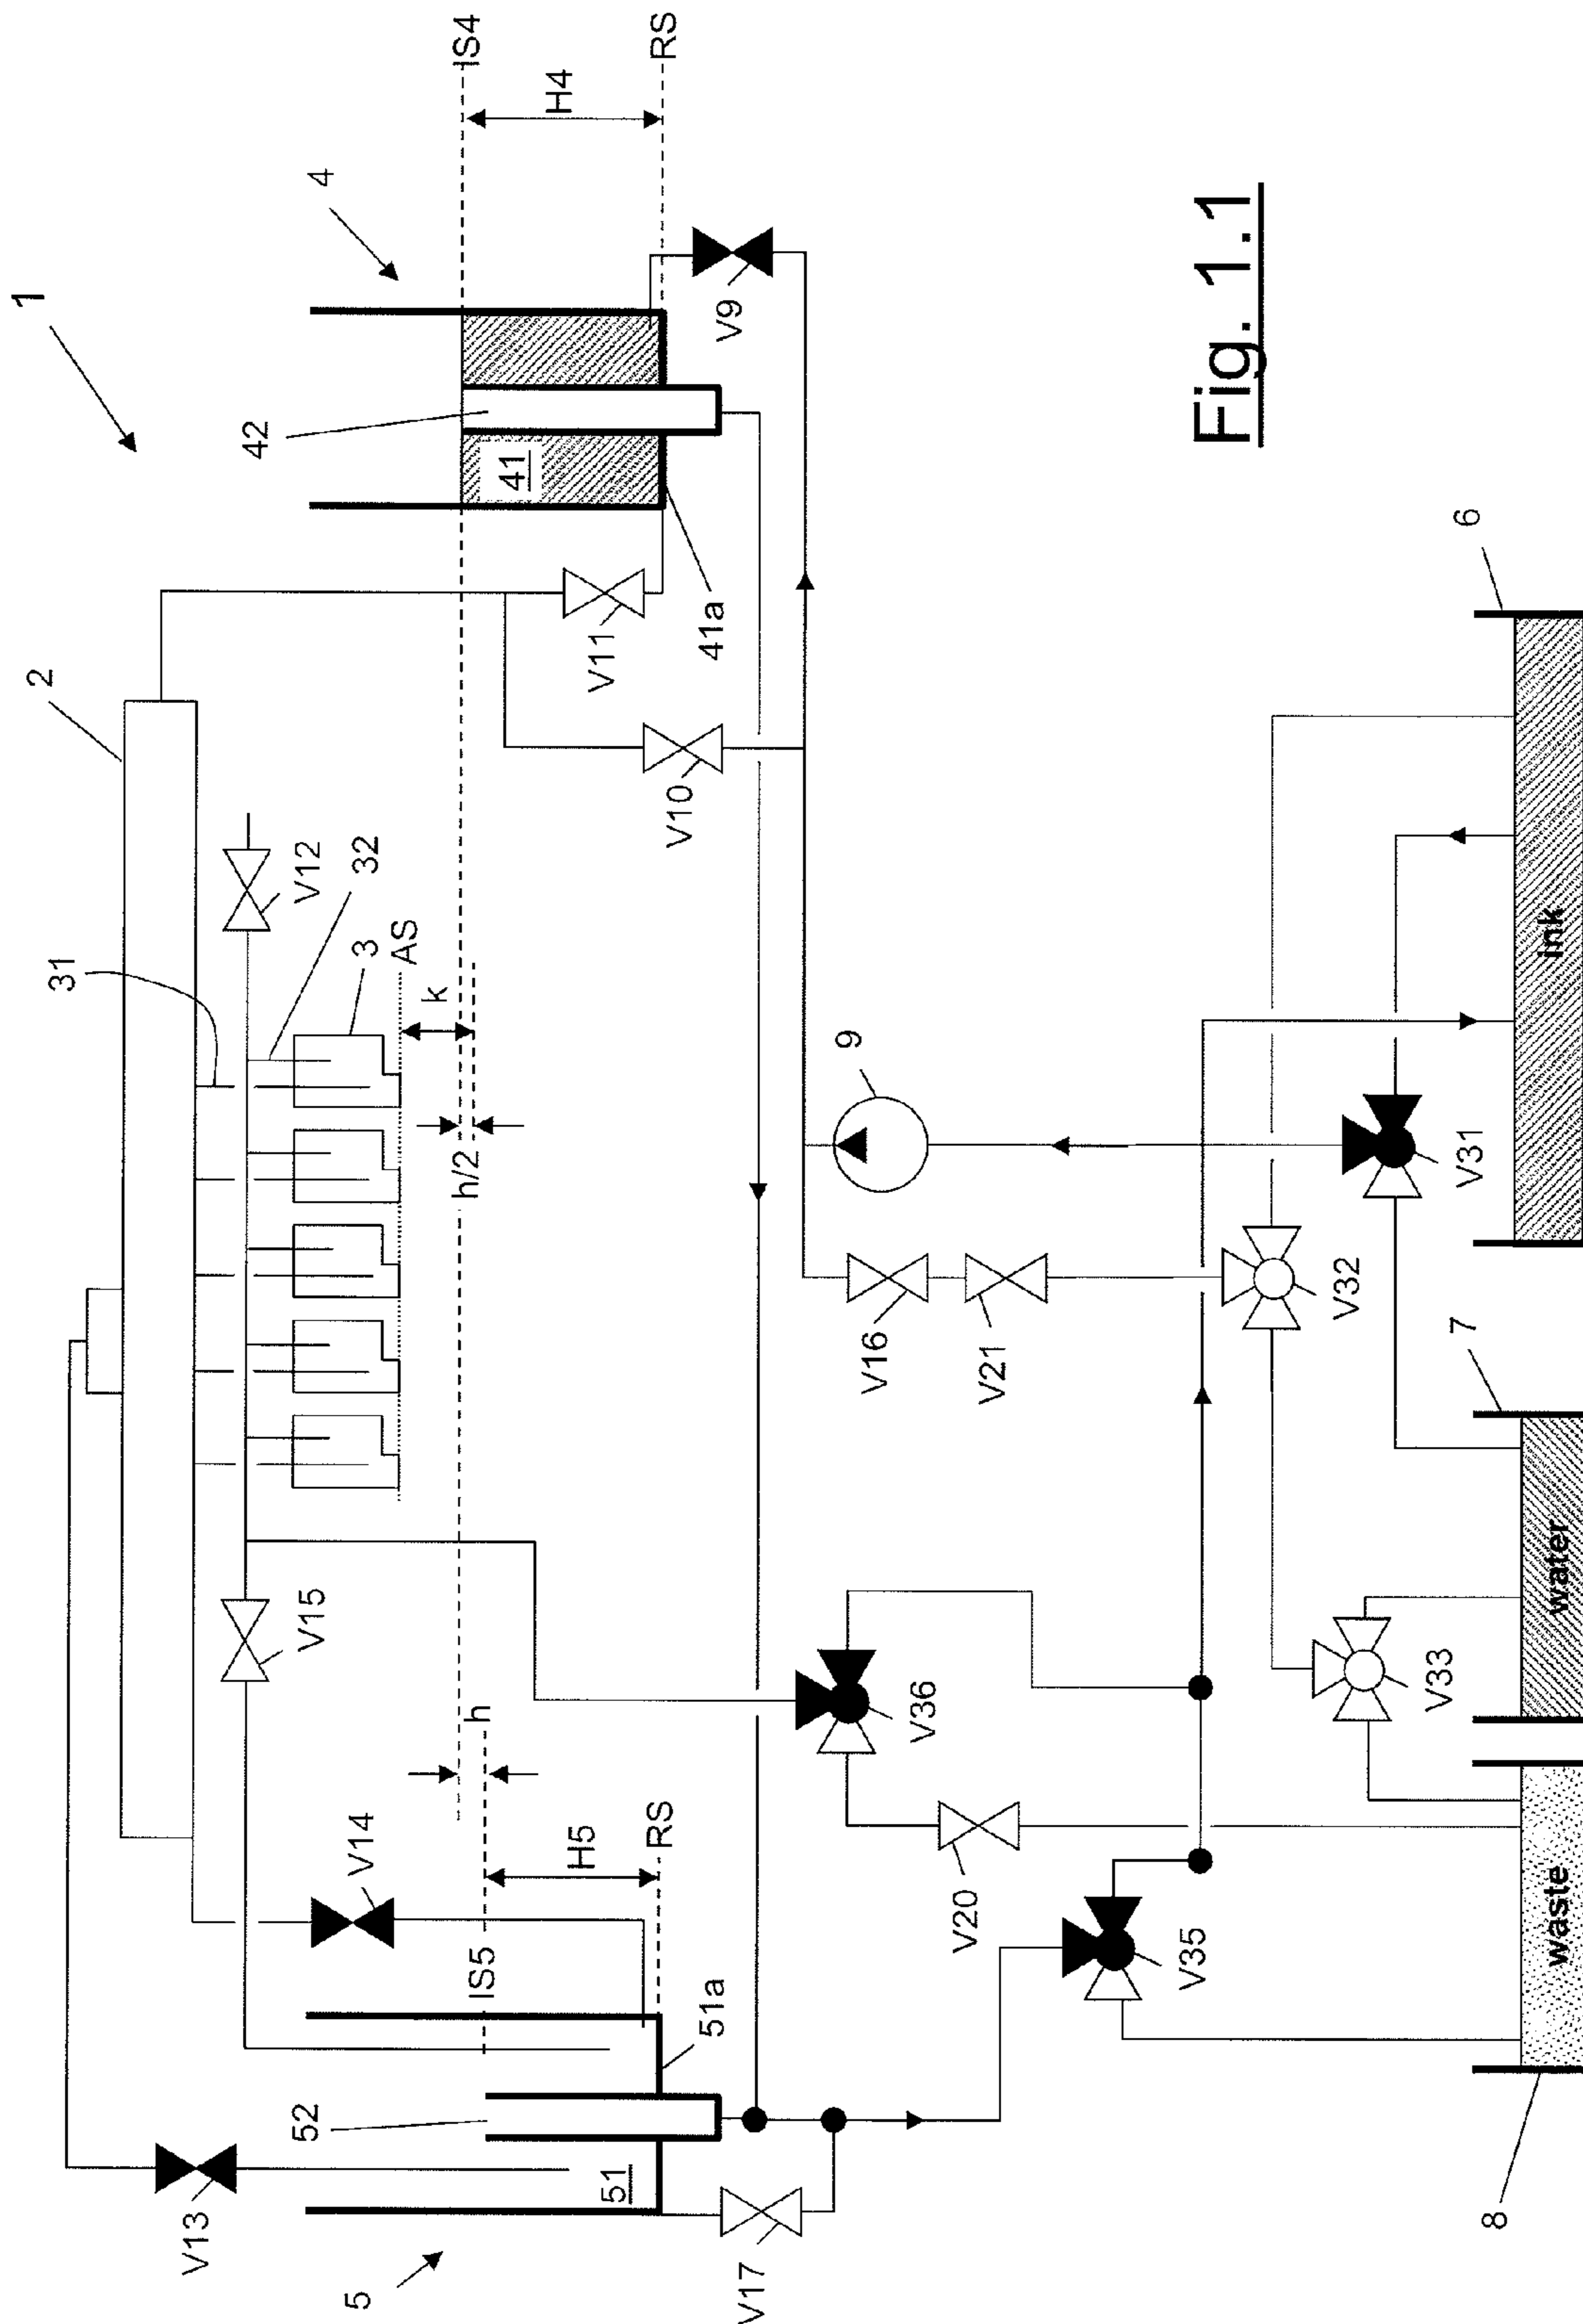 1
4
IS4
H4
RS
42
41
41a
V9
V11
V10
2
31
V12
32
3
AS
k
h/2
h
V15
V14
IS5
H5
RS
V13
52
51
51a
5
V17
9
V16
V21
V36
V20
V35
V32
V31
V33
6
7
8
ink
water
waste
Fig. 1.1